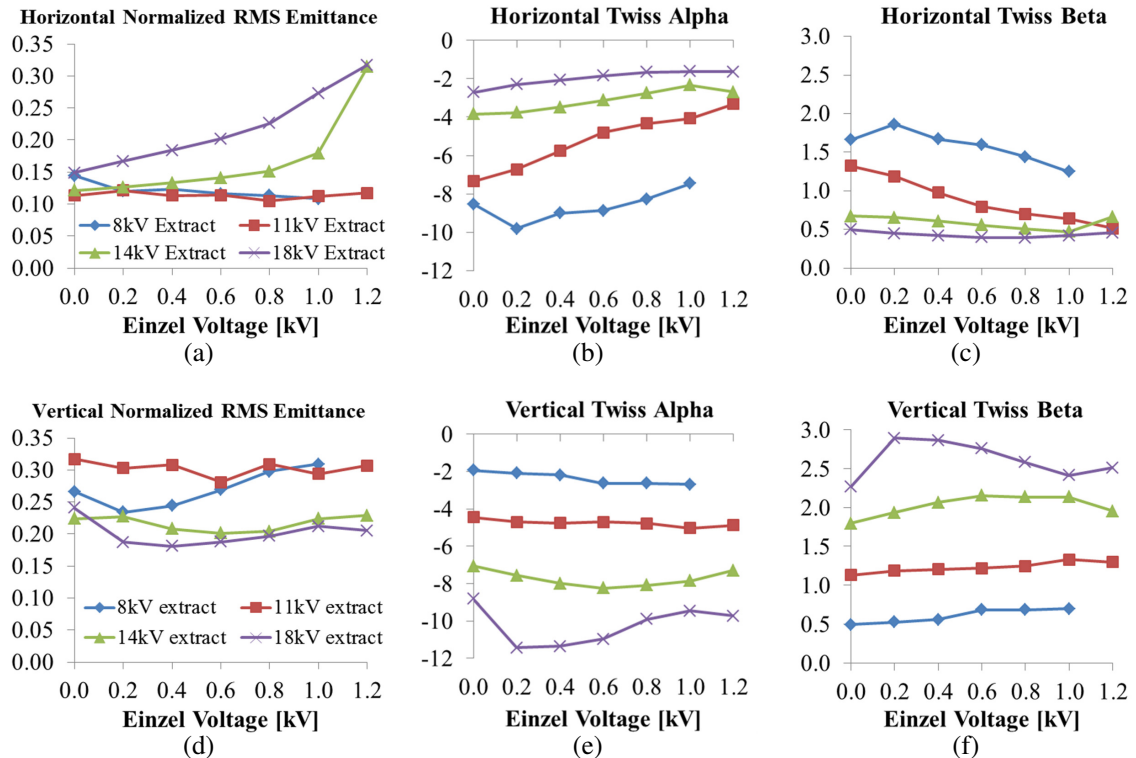 Horizontal Normalized RMS Emittance
0.35
0.30
0.25
0.20
0.15
0.10
0.05
0.00
8kV Extract
11kV Extract
14kV Extract
18kV Extract
0.0 0.2 0.4 0.6 0.8 1.0 1.2
Einzel Voltage [kV]
(a)
Horizontal Twiss Alpha
0
-2
-4
-6
-8
-10
-12
0.0 0.2 0.4 0.6 0.8 1.0 1.2
Einzel Voltage [kV]
(b)
Horizontal Twiss Beta
3.0
2.5
2.0
1.5
1.0
0.5
0.0
0.0 0.2 0.4 0.6 0.8 1.0 1.2
Einzel Voltage [kV]
(c)
Vertical Normalized RMS Emittance
0.35
0.30
0.25
0.20
0.15
0.10
0.05
0.00
8kV extract
11kV extract
14kV extract
18kV extract
0.0 0.2 0.4 0.6 0.8 1.0 1.2
Einzel Voltage [kV]
(d)
Vertical Twiss Alpha
0
-2
-4
-6
-8
-10
-12
0.0 0.2 0.4 0.6 0.8 1.0 1.2
Einzel Voltage [kV]
(e)
Vertical Twiss Beta
3.0
2.5
2.0
1.5
1.0
0.5
0.0
0.0 0.2 0.4 0.6 0.8 1.0 1.2
Einzel Voltage [kV]
(f)